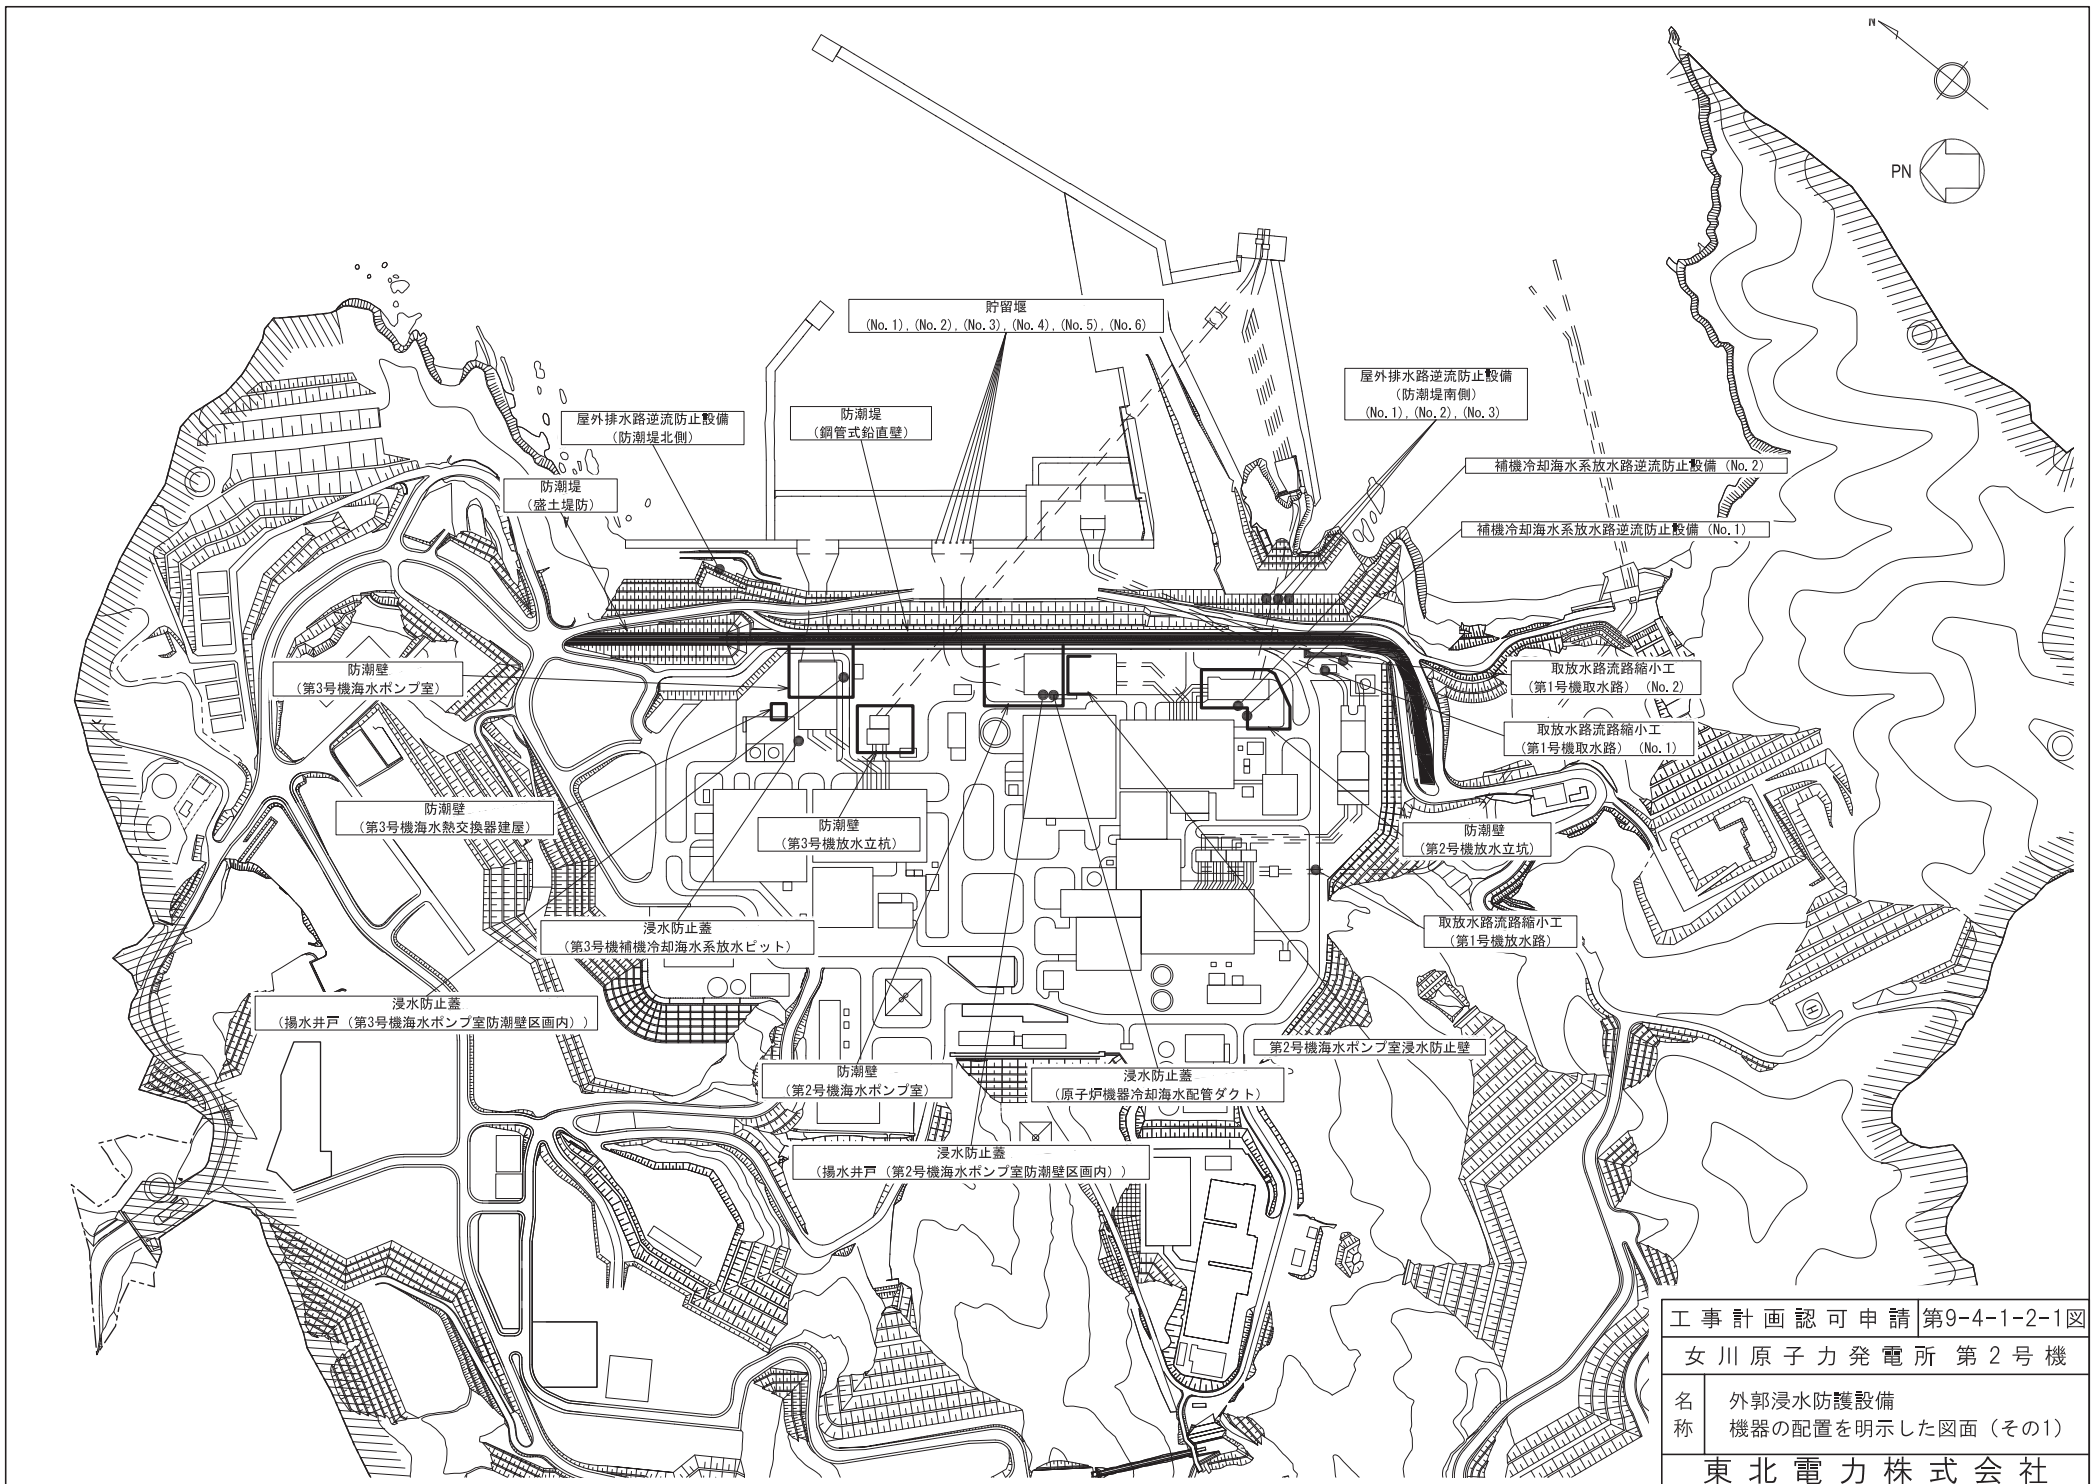 N
PN
貯留堰
(No.1), (No.2), (No.3), (No.4), (No.5), (No.6)
屋外排水路逆流防止設備
(防潮堤南側)
(No.1), (No.2), (No.3)
屋外排水路逆流防止設備
(防潮堤北側)
防潮堤
(鋼管式鉛直壁)
補機冷却海水系放水路逆流防止設備 (No.2)
防潮堤
(盛土堤防)
補機冷却海水系放水路逆流防止設備 (No.1)
防潮壁
(第3号機海水ポンプ室)
取放水路流路縮小工
(第1号機取水路) (No.2)
取放水路流路縮小工
(第1号機取水路) (No.1)
防潮壁
(第3号機海水熱交換器建屋)
防潮壁
(第3号機放水立杭)
防潮壁
(第2号機放水立坑)
浸水防止蓋
(第3号機補機冷却海水系放水ピット)
取放水路流路縮小工
(第1号機放水路)
浸水防止蓋
(揚水井戸 (第3号機海水ポンプ室防潮壁区画内))
第2号機海水ポンプ室浸水防止壁
防潮壁
(第2号機海水ポンプ室)
浸水防止蓋
(原子炉機器冷却海水配管ダクト)
浸水防止蓋
(揚水井戸 (第2号機海水ポンプ室防潮壁区画内))
H
工事計画認可申請 第9-4-1-2-1図
女川原子力発電所 第2号機
名称 外郭浸水防護設備
機器の配置を明示した図面 (その1)
東北電力株式会社